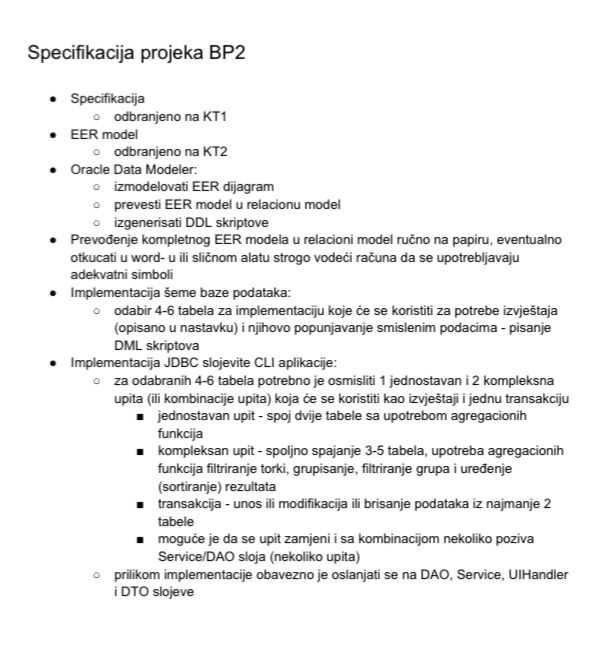 Specifikacija projeka BP2
● Specifikacija
○ odbranjeno na KT1
● EER model
○ odbranjeno na KT2
● Oracle Data Modeler:
○ izmodelovati EER dijagram
○ prevesti EER model u relacionu model
○ izgenerisati DDL skriptove
● Prevođenje kompletnog EER modela u relacioni model ručno na papiru, eventualno
otkucati u word- u ili sličnom alatu strogo vodeći računa da se upotrebljavaju
adekvatni simboli
● Implementacija šeme baze podataka:
○ odabir 4-6 tabela za implementaciju koje će se koristiti za potrebe izvještaja
(opisano u nastavku) i njihovo popunjavanje smislenim podacima - pisanje
DML skriptova
● Implementacija JDBC slojevite CLI aplikacije:
○ za odabranih 4-6 tabela potrebno je osmisliti 1 jednostavan i 2 kompleksna
upita (ili kombinacije upita) koja će se koristiti kao izvještaji i jednu transakciju
■ jednostavan upit - spoj dvije tabele sa upotrebom agregacionih
funkcija
■ kompleksan upit - spoljno spajanje 3-5 tabela, upotreba agregacionih
funkcija filtriranje torki, grupisanje, filtriranje grupa i uređenje
(sortiranje) rezultata
■ transakcija - unos ili modifikacija ili brisanje podataka iz najmanje 2
tabele
■ moguće je da se upit zamjeni i sa kombinacijom nekoliko poziva
Service/DAO sloja (nekoliko upita)
○ prilikom implementacije obavezno je oslanjati se na DAO, Service, UIHandler
i DTO slojeve